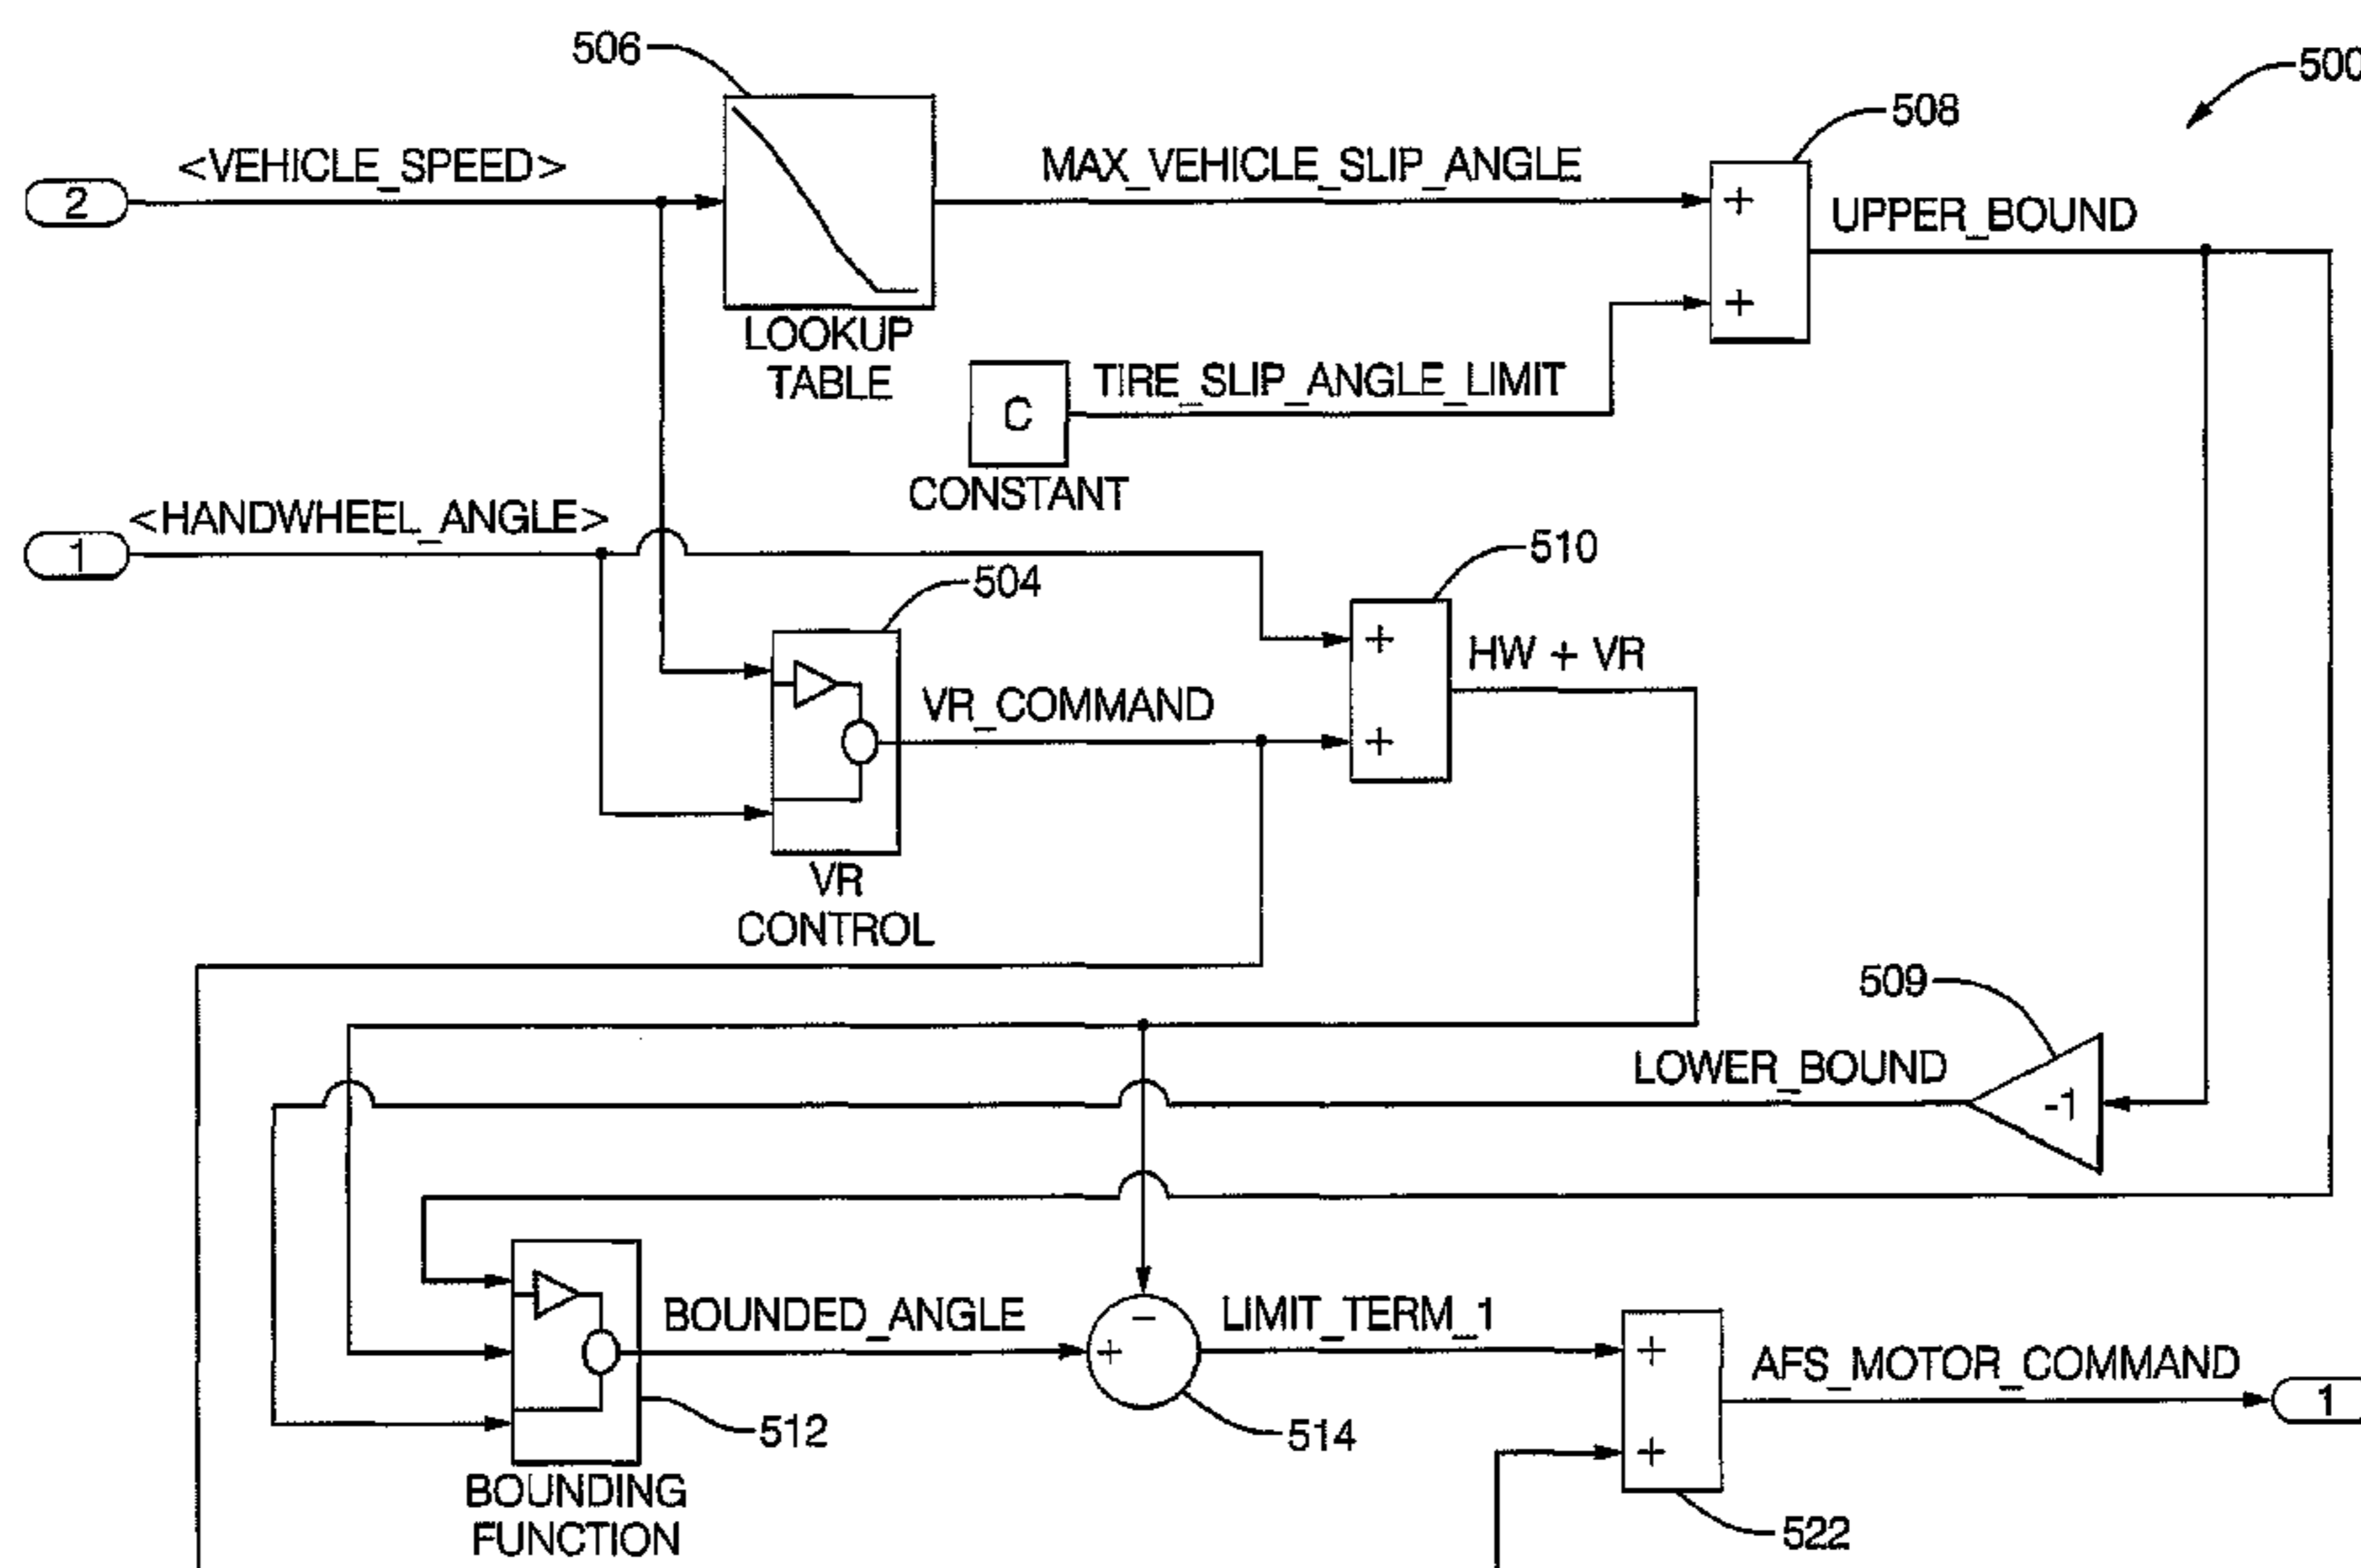 506
500
508
<VEHICLE_SPEED>
2
MAX_VEHICLE_SLIP_ANGLE
+
UPPER_BOUND
+
LOOKUP
TABLE
TIRE_SLIP_ANGLE_LIMIT
C
CONSTANT
<HANDWHEEL_ANGLE>
1
510
504
+
HW + VR
VR_COMMAND
+
VR
CONTROL
509
LOWER_BOUND
-1
BOUNDED_ANGLE
+
-
LIMIT_TERM_1
+
AFS_MOTOR_COMMAND
1
+
512
514
522
BOUNDING
FUNCTION